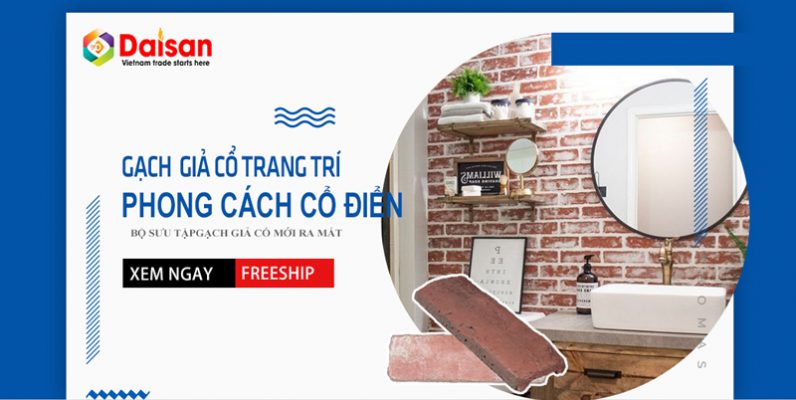 Daisan
Vietnam trade starts here
GẠCH GIẢ CỔ TRANG TRÍ
PHONG CÁCH CỔ ĐIỂN
BỘ SƯU TẬPGẠCH GIẢ CỔ MỚI RA MẮT
XEM NGAY
FREESHIP
WILLIAMS
P
E E
OMAS